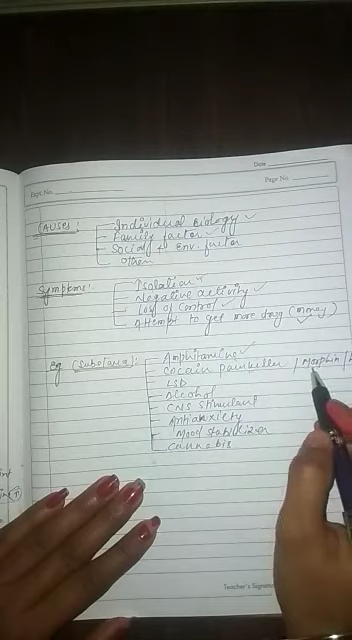 Date
Expt. No.
Page No.
CAUSES:
Individual Biology ✓
Family factor ✓
Social & Env. factor
Other
Symptoms:
Isolation
Negative activity ✓
Loss of control ✓
Attempt to get more drug (money)
Eg (Substance):
Amphitamine ✓
Cocain painkiller / Morphin /
LSD
Alcohol
CNS stimulant
Antianxiety
Mood stabilizer
Cannabis
Teacher's Signature